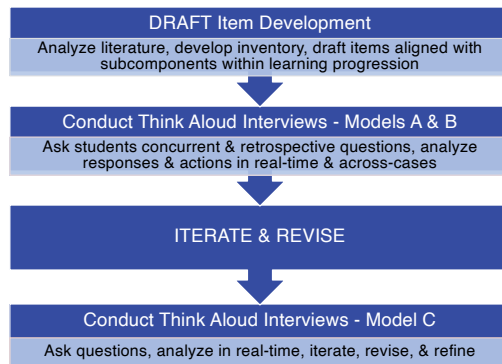 DRAFT Item Development
Analyze literature, develop inventory, draft items aligned with
subcomponents within learning progression
Conduct Think Aloud Interviews - Models A & B
Ask students concurrent & retrospective questions, analyze
responses & actions in real-time & across-cases
ITERATE & REVISE
Conduct Think Aloud Interviews - Model C
Ask questions, analyze in real-time, iterate, revise, & refine